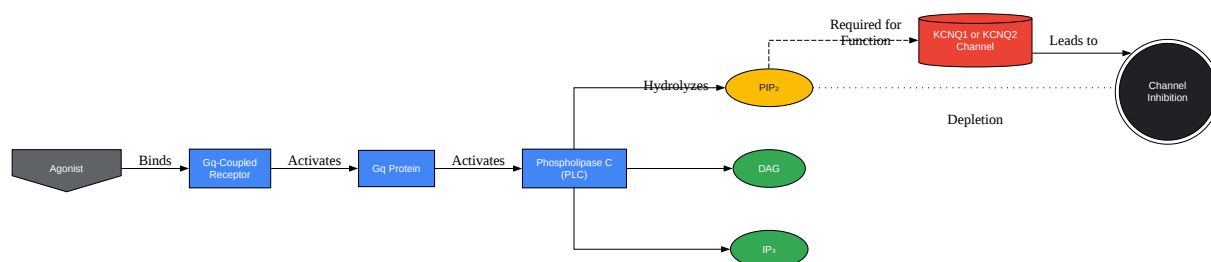 Agonist
Binds
Gq-Coupled
Receptor
Activates
Gq Protein
Activates
Phospholipase C
(PLC)
Hydrolyzes
PIP₂
DAG
IP₃
Required for
Function
KCNQ1 or KCNQ2
Channel
Leads to
Channel
Inhibition
Depletion